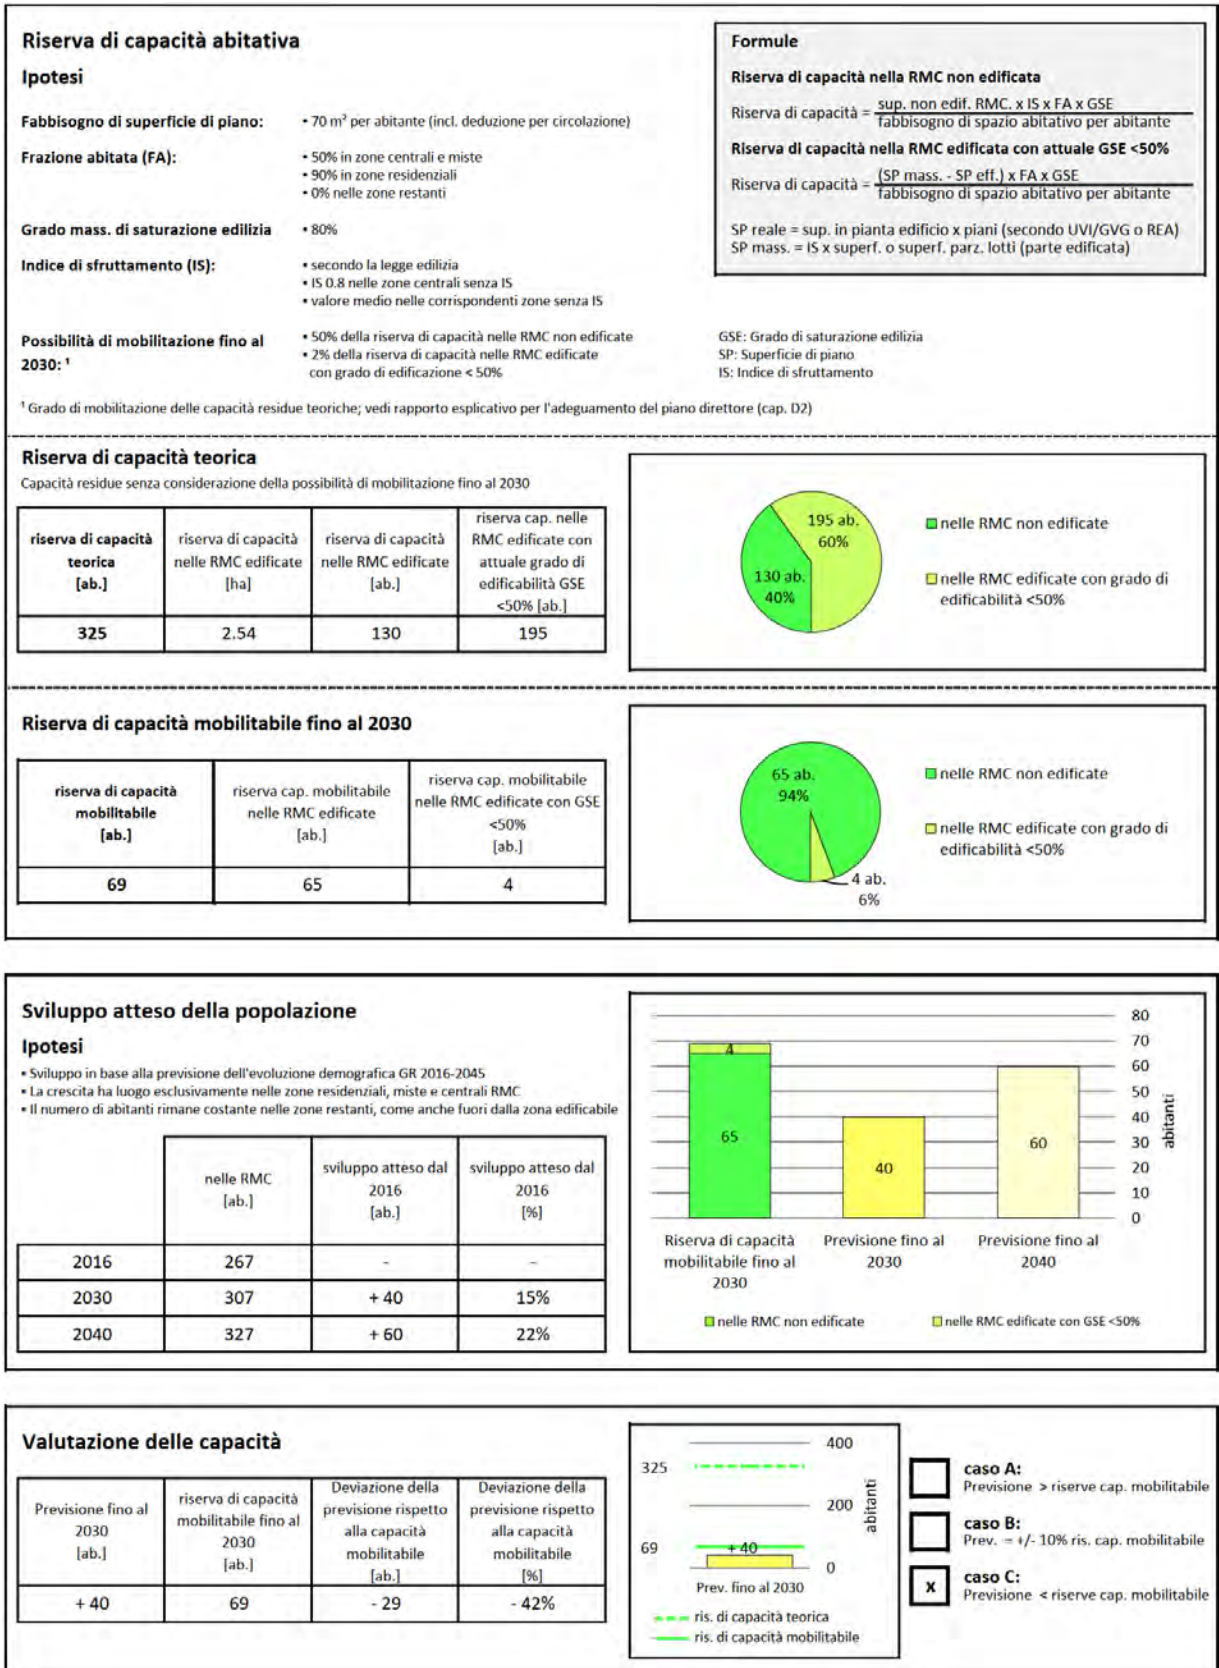 Riserva di capacità abitativa
Ipotesi
Fabbisogno di superficie di piano:
• 70 m² per abitante (incl. deduzione per circolazione)
Frazione abitata (FA):
• 50% in zone centrali e miste
• 90% in zone residenziali
• 0% nelle zone restanti
Grado mass. di saturazione edilizia
• 80%
Indice di sfruttamento (IS):
• secondo la legge edilizia
• IS 0.8 nelle zone centrali senza IS
• valore medio nelle corrispondenti zone senza IS
Possibilità di mobilitazione fino al
2030: ¹
• 50% della riserva di capacità nelle RMC non edificate
• 2% della riserva di capacità nelle RMC edificate
con grado di edificazione < 50%
Formule
Riserva di capacità nella RMC non edificata
Riserva di capacità = sup. non edif. RMC. x IS x FA x GSE
fabbisogno di spazio abitativo per abitante
Riserva di capacità nella RMC edificata con attuale GSE <50%
Riserva di capacità = (SP mass. - SP eff.) x FA x GSE
fabbisogno di spazio abitativo per abitante
SP reale = sup. in pianta edificio x piani (secondo UVI/GVG o REA)
SP mass. = IS x superf. o superf. parz. lotti (parte edificata)
GSE: Grado di saturazione edilizia
SP: Superficie di piano
IS: Indice di sfruttamento
¹ Grado di mobilitazione delle capacità residue teoriche; vedi rapporto esplicativo per l'adeguamento del piano direttore (cap. D2)
Riserva di capacità teorica
Capacità residue senza considerazione della possibilità di mobilitazione fino al 2030
riserva di capacità
teorica
[ab.]
riserva di capacità
nelle RMC edificate
[ha]
riserva di capacità
nelle RMC edificate
[ab.]
riserva cap. nelle
RMC edificate con
attuale grado di
edificabilità GSE
<50% [ab.]
325 2.54 130 195
195 ab.
60%
130 ab.
40%
nelle RMC non edificate
nelle RMC edificate con grado di
edificabilità <50%
Riserva di capacità mobilitabile fino al 2030
riserva di capacità
mobilitabile
[ab.]
riserva cap. mobilitabile
nelle RMC edificate
[ab.]
riserva cap. mobilitabile
nelle RMC edificate con GSE
<50%
[ab.]
69 65 4
65 ab.
94%
4 ab.
6%
nelle RMC non edificate
nelle RMC edificate con grado di
edificabilità <50%
Sviluppo atteso della popolazione
Ipotesi
• Sviluppo in base alla previsione dell'evoluzione demografica GR 2016-2045
• La crescita ha luogo esclusivamente nelle zone residenziali, miste e centrali RMC
• Il numero di abitanti rimane costante nelle zone restanti, come anche fuori dalla zona edificabile
nelle RMC
[ab.]
sviluppo atteso dal
2016
[ab.]
sviluppo atteso dal
2016
[%]
2016 267 - -
2030 307 + 40 15%
2040 327 + 60 22%
80
70
60
50
40
30
20
10
0
abitanti
4
65
40
60
Riserva di capacità
mobilitabile fino al
2030
Previsione fino al
2030
Previsione fino al
2040
nelle RMC non edificate
nelle RMC edificate con GSE <50%
Valutazione delle capacità
Previsione fino al
2030
[ab.]
riserva di capacità
mobilitabile fino al
2030
[ab.]
Deviazione della
previsione rispetto
alla capacità
mobilitabile
[ab.]
Deviazione della
previsione rispetto
alla capacità
mobilitabile
[%]
+ 40 69 - 29 - 42%
400
325
200
69
+ 40
0
abitanti
Prev. fino al 2030
ris. di capacità teorica
ris. di capacità mobilitabile
caso A:
Previsione > riserve cap. mobilitabile
caso B:
Prev. = +/- 10% ris. cap. mobilitabile
x
caso C:
Previsione < riserve cap. mobilitabile